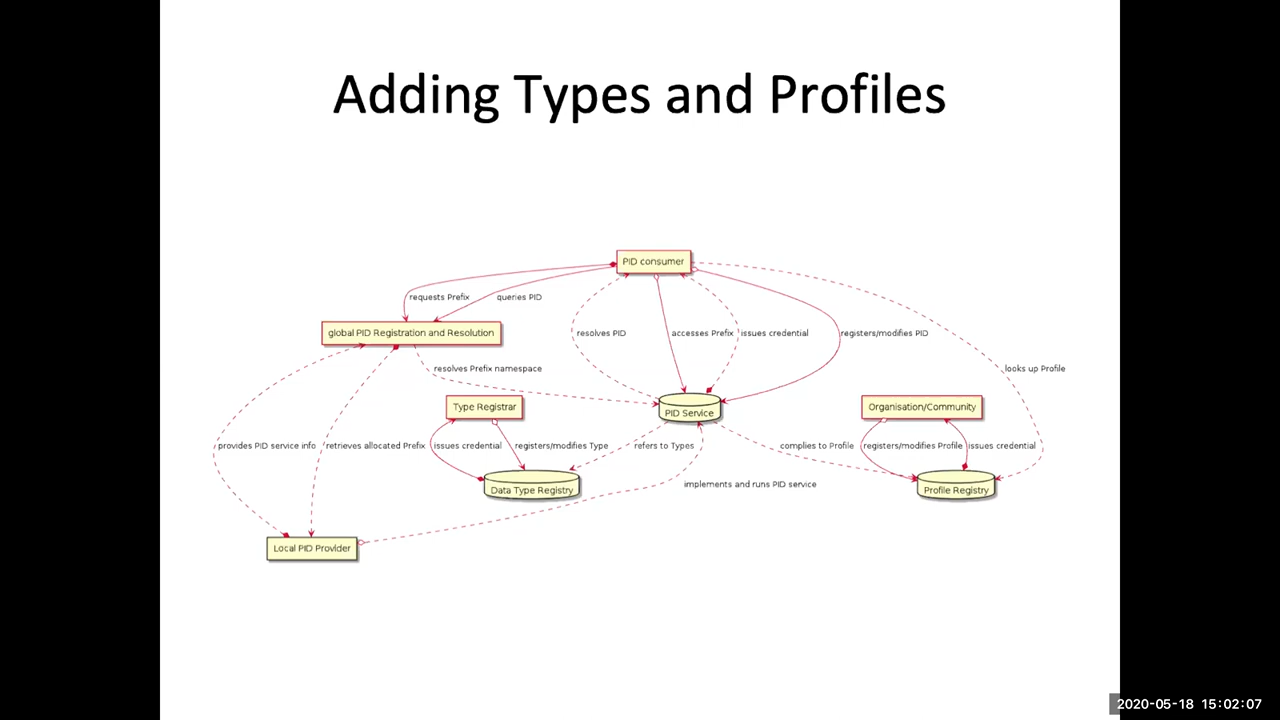 Adding Types and Profiles
PID consumer
requests Prefix
queries PID
global PID Registration and Resolution
resolves PID
accesses Prefix
issues credential
registers/modifies PID
resolves Prefix namespace
looks up Profile
Type Registrar
PID Service
Organisation/Community
provides PID service info
retrieves allocated Prefix
issues credential
registers/modifies Type
refers to Types
complies to Profile
registers/modifies Profile
issues credential
Data Type Registry
implements and runs PID service
Profile Registry
Local PID Provider
2020-05-18 15:02:07